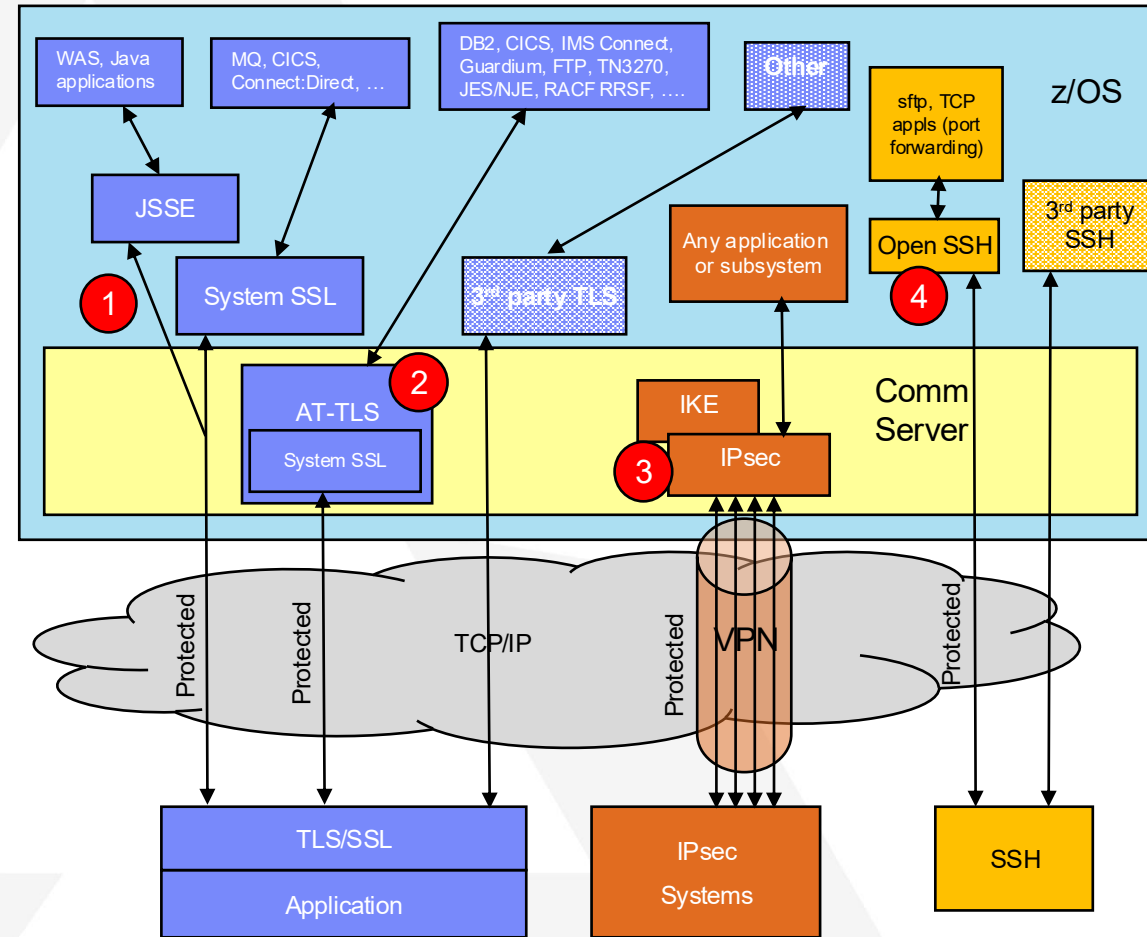 WAS, Java
applications
MQ, CICS,
Connect:Direct, …
DB2, CICS, IMS Connect,
Guardium, FTP, TN3270,
JES/NJE, RACF RRSF, ….
Other
sftp, TCP
appls (port
forwarding)
z/OS
JSSE
3rd party
SSH
Any application
or subsystem
Open SSH
System SSL
3rd party TLS
1
4
2
AT-TLS
System SSL
IKE
IPsec
3
Comm
Server
Protected
Protected
TCP/IP
Protected
VPN
Protected
TLS/SSL
Application
IPsec
Systems
SSH